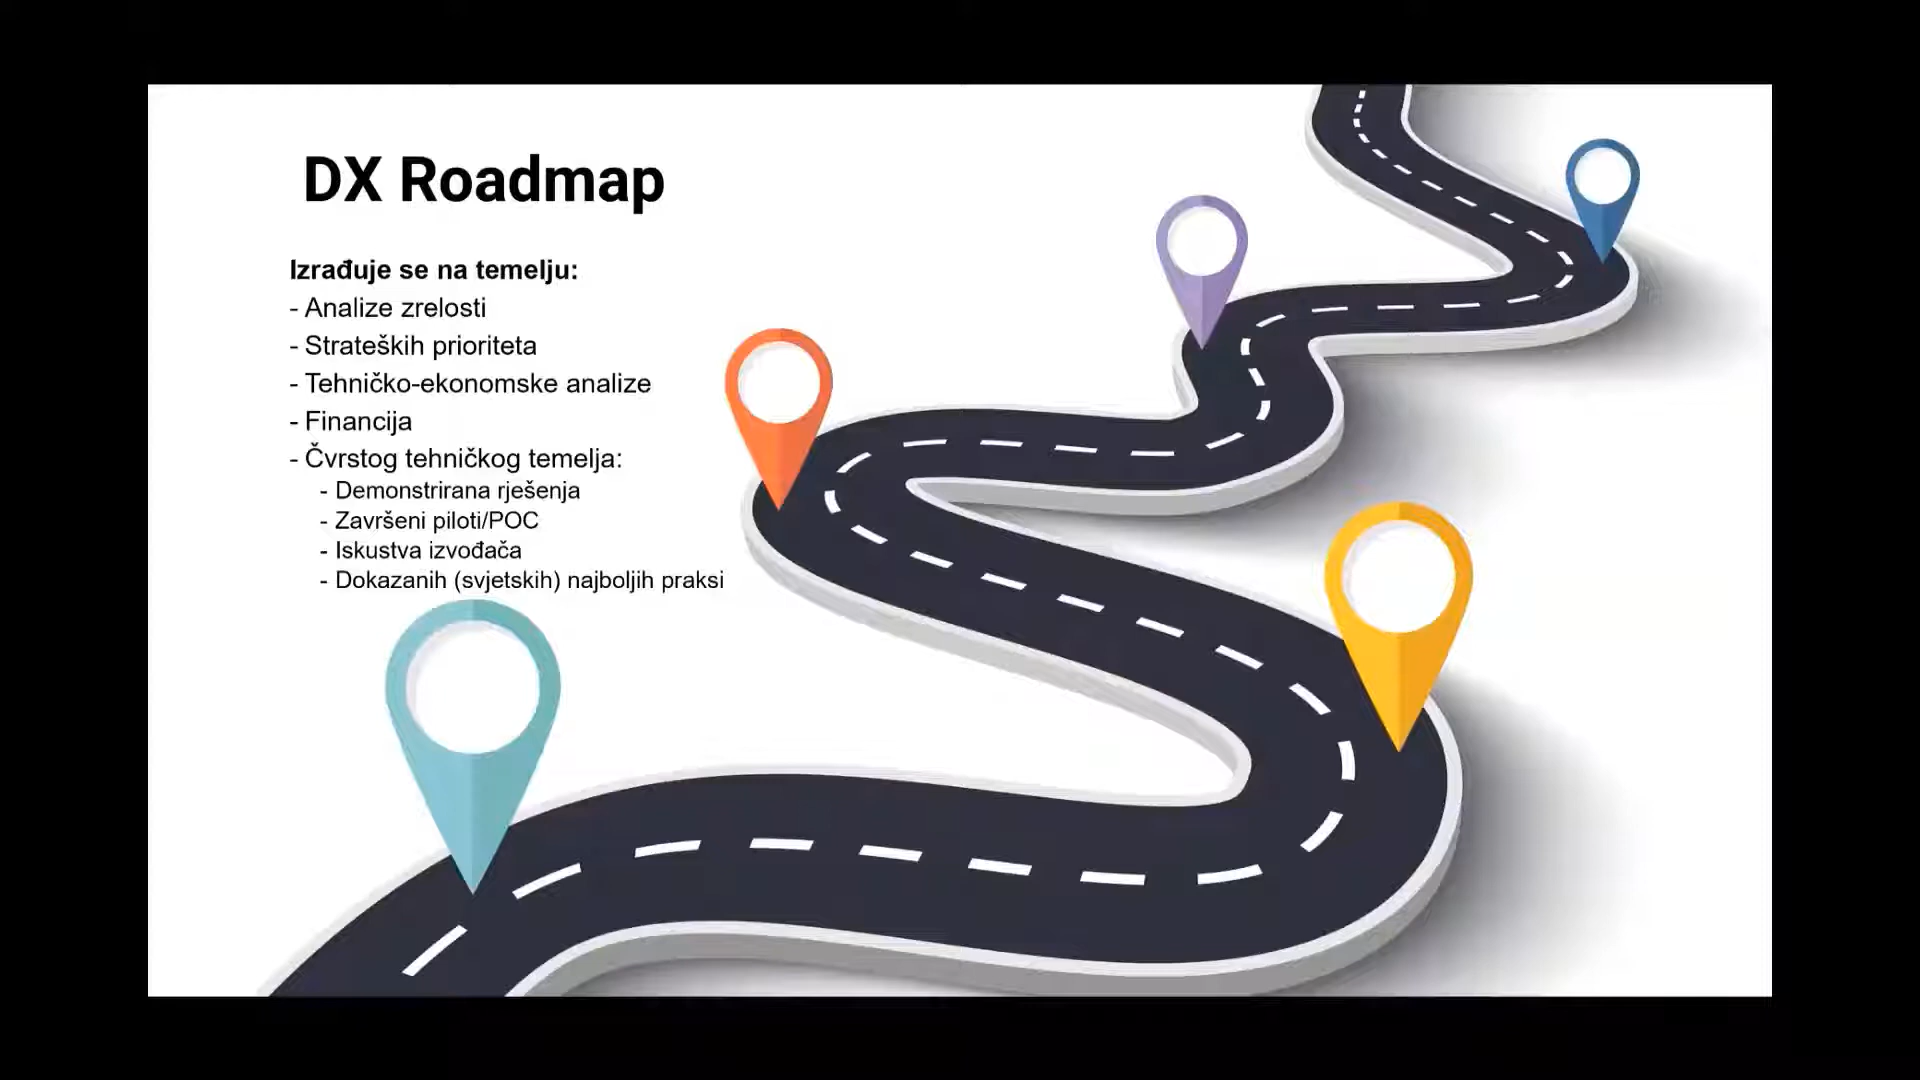 DX Roadmap
Izrađuje se na temelju:
- Analize zrelosti
- Strateških prioriteta
- Tehničko-ekonomske analize
- Financija
- Čvrstog tehničkog temelja:
- Demonstrirana rješenja
- Završeni piloti/POC
- Iskustva izvođača
- Dokazanih (svjetskih) najboljih praksi